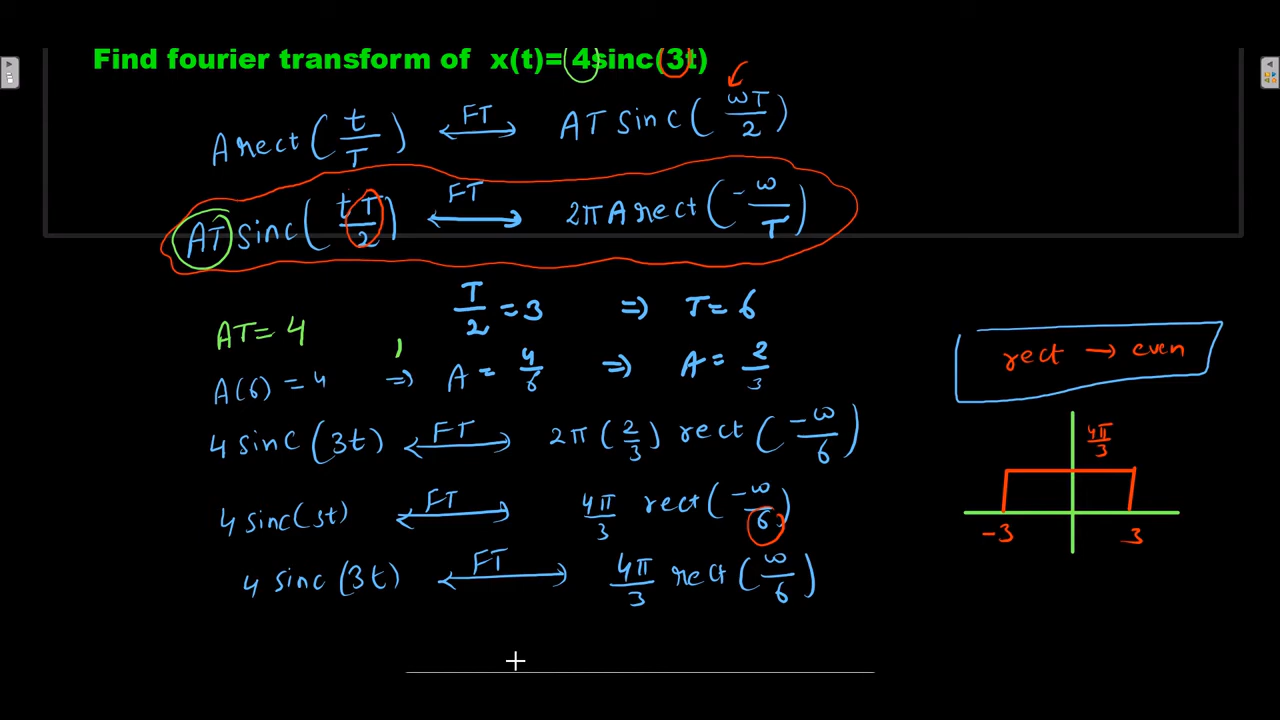 Find fourier transform of x(t)= 4sinc(3t)
A rect(t/T) ←FT→ AT Sinc(ωT/2)
AT Sinc(tT/2) ←FT→ 2π A rect(-ω/T)
T/2 = 3 ⇒ T = 6
AT = 4 ,
A(6) = 4 ⇒ A = 4/6 ⇒ A = 2/3
4 sinc(3t) ←FT→ 2π(2/3) rect(-ω/6)
4 sinc(3t) ←FT→ 4π/3 rect(-ω/6)
4 sinc(3t) ←FT→ 4π/3 rect(ω/6)
rect → even
4π/3
-3 3